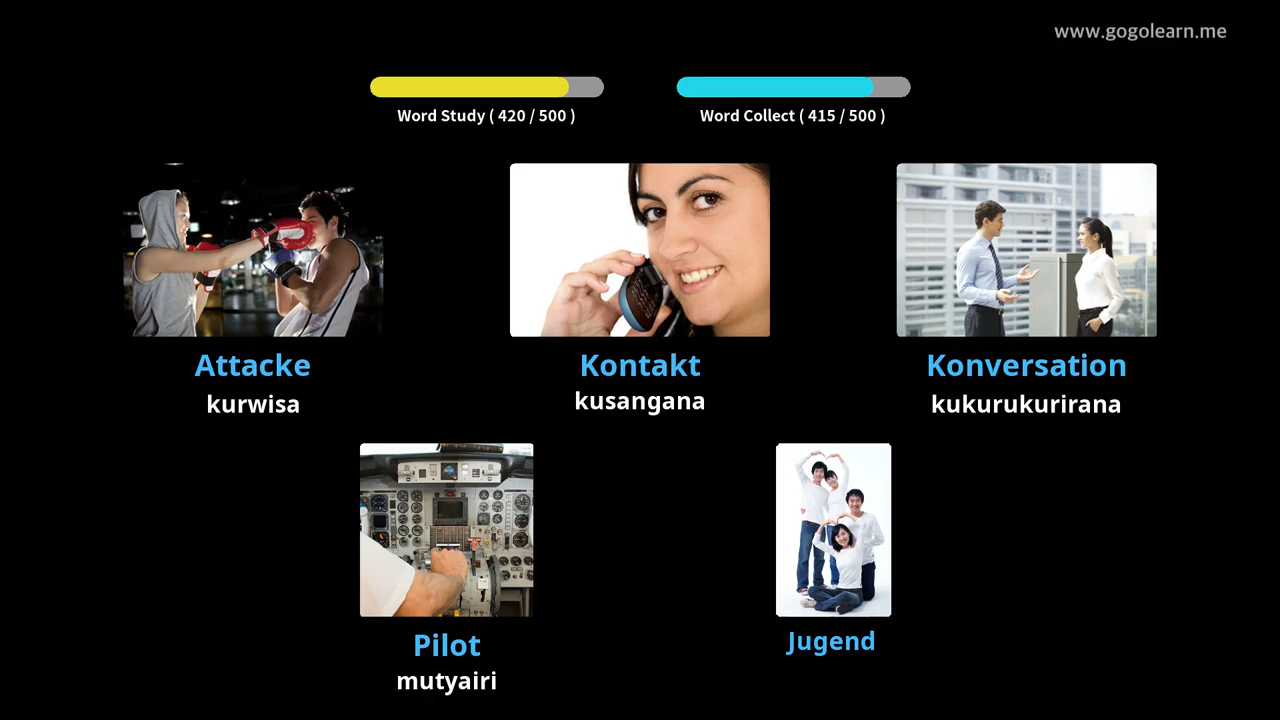 www.gogolearn.me
Word Study ( 420 / 500 )
Word Collect ( 415 / 500 )
Attacke
kurwisa
Kontakt
kusangana
Konversation
kukurukurirana
Pilot
mutyairi
Jugend